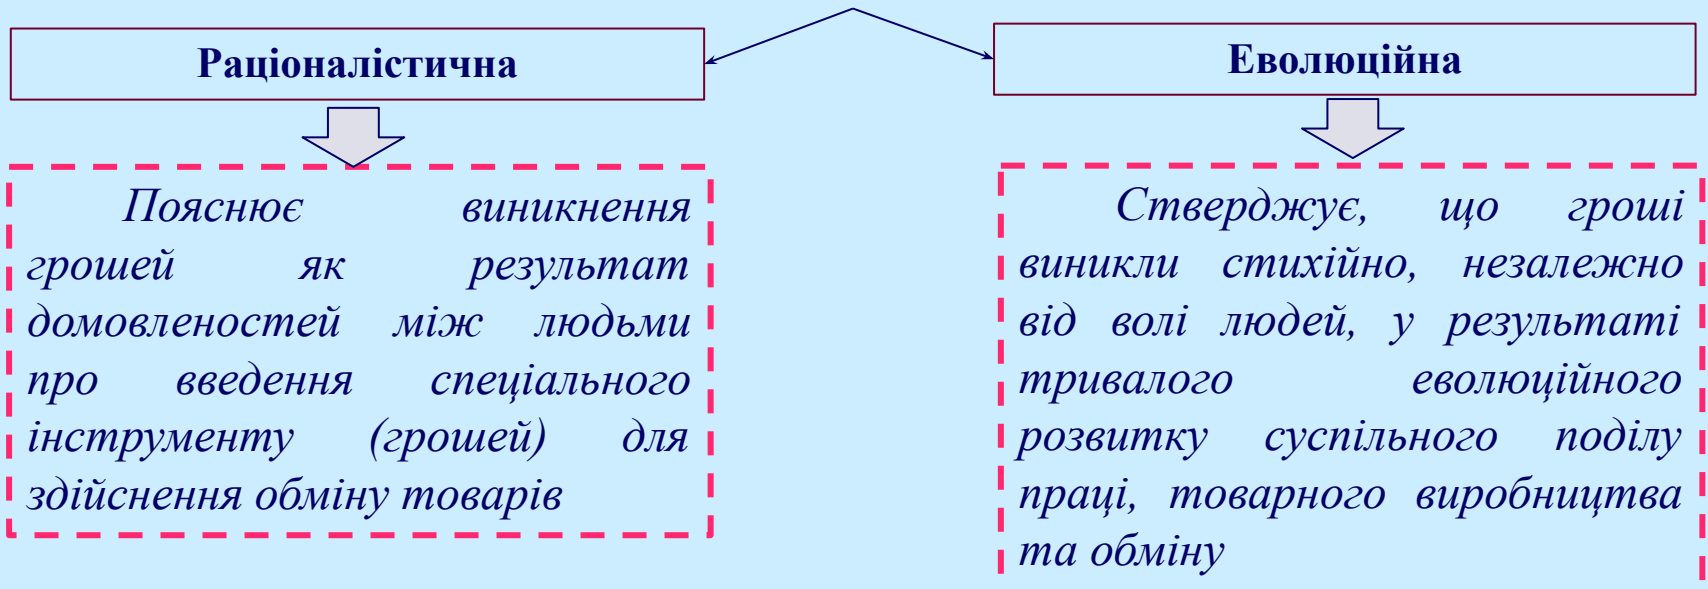 Раціоналістична
Пояснює виникнення
грошей як результат
домовленостей між людьми
про введення спеціального
інструменту (грошей) для
здійснення обміну товарів
Еволюційна
Стверджує, що гроші
виникли стихійно, незалежно
від волі людей, у результаті
тривалого еволюційного
розвитку суспільного поділу
праці, товарного виробництва
та обміну